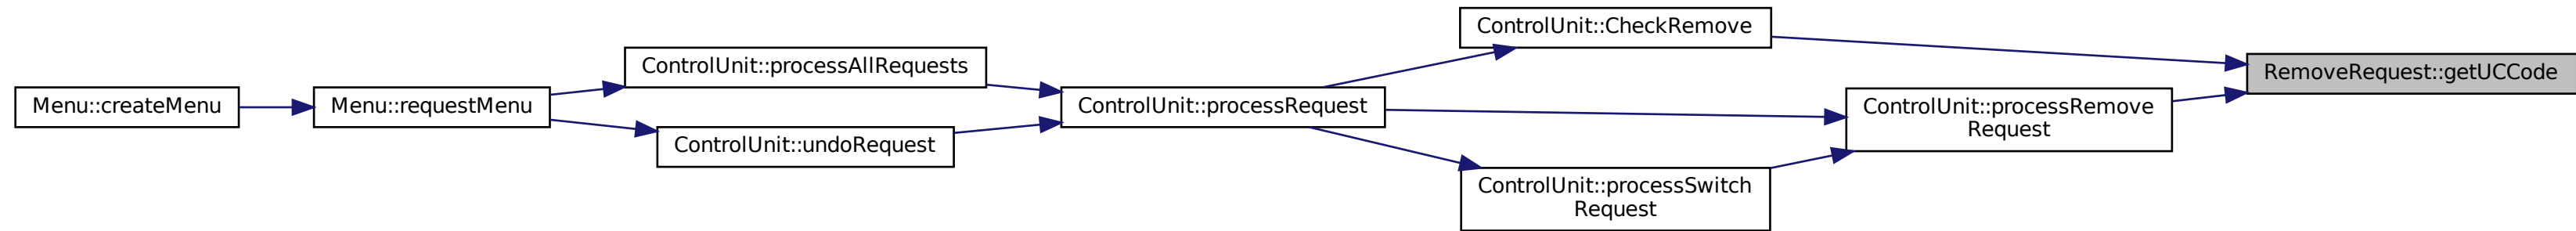 Menu::createMenu
Menu::requestMenu
ControlUnit::processAllRequests
ControlUnit::undoRequest
ControlUnit::processRequest
ControlUnit::CheckRemove
ControlUnit::processSwitch
Request
ControlUnit::processRemove
Request
RemoveRequest::getUCCode